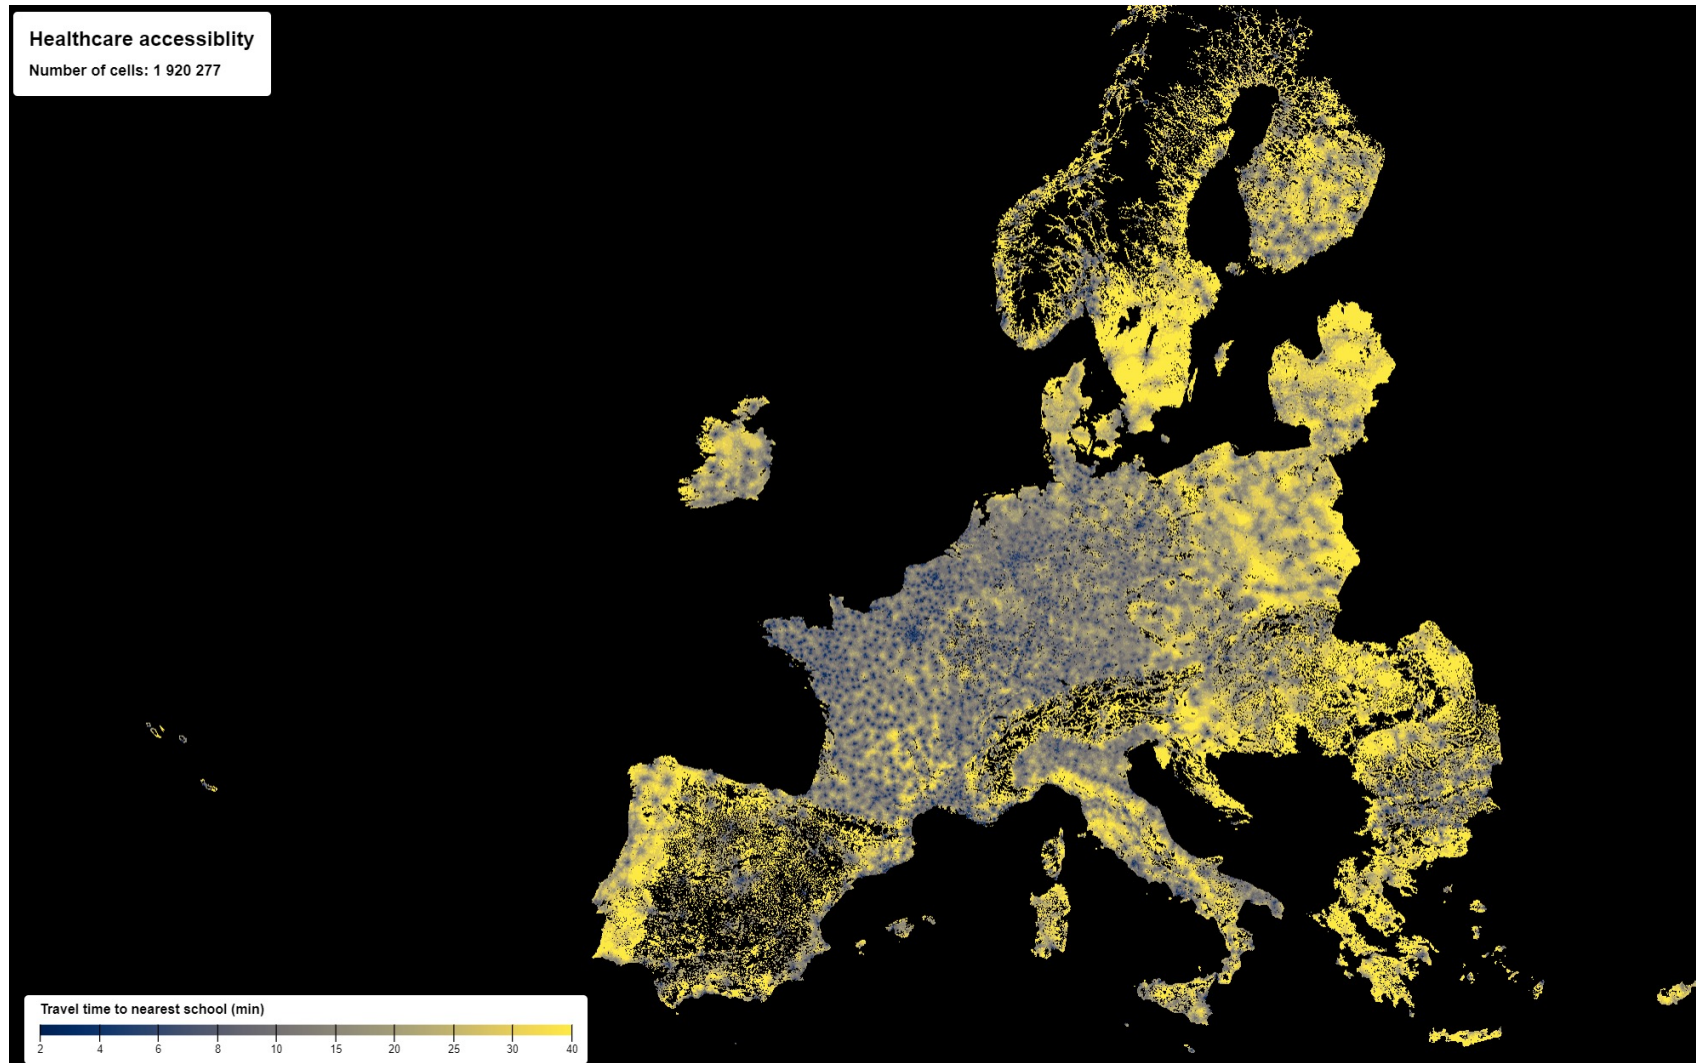 Healthcare accessiblity
Number of cells: 1 920 277
Travel time to nearest school (min)
2 4 6 8 10 15 20 25 30 40